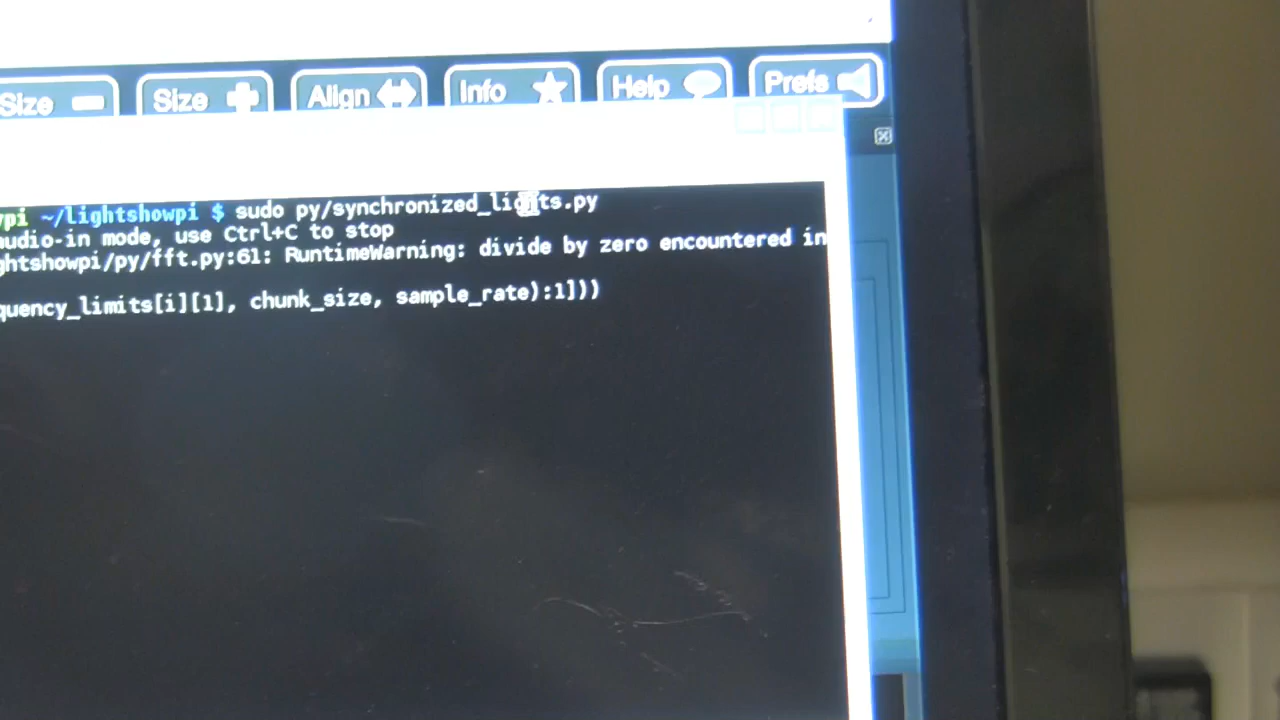 Size Size Align Info Help Prefs
~/lightshowpi $ sudo py/synchronized_lights.py
audio-in mode, use Ctrl+C to stop
ghtshowpi/py/fft.py:61: RuntimeWarning: divide by zero encountered in
quency_limits[i][1], chunk_size, sample_rate):1]))